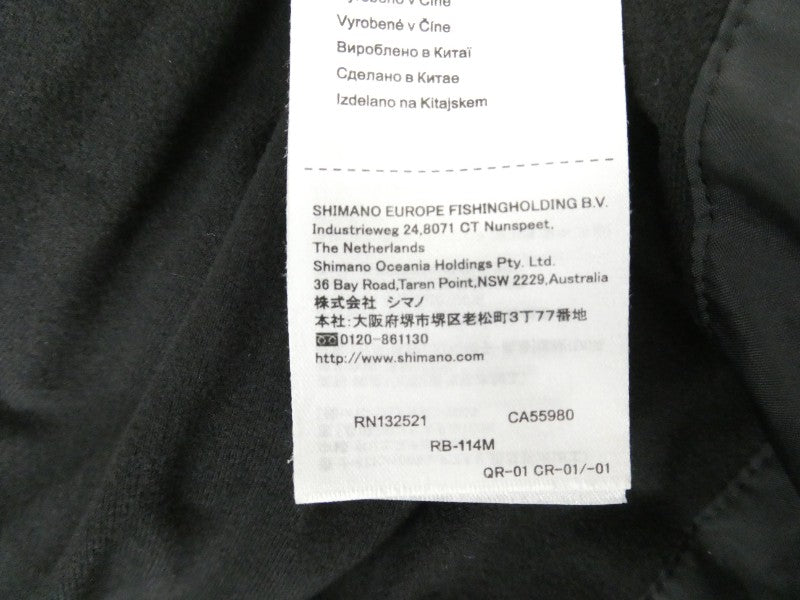 Vyrobeno v Číně
Vyrobené v Číne
Вироблено в Китаї
Сделано в Китае
Izdelano na Kitajskem
SHIMANO EUROPE FISHINGHOLDING B.V.
Industrieweg 24,8071 CT Nunspeet,
The Netherlands
Shimano Oceania Holdings Pty. Ltd.
36 Bay Road,Taren Point,NSW 2229,Australia
株式会社 シマノ
本社:大阪府堺市堺区老松町3丁77番地
0120-861130
http://www.shimano.com
RN132521 CA55980
RB-114M
QR-01 CR-01/-01